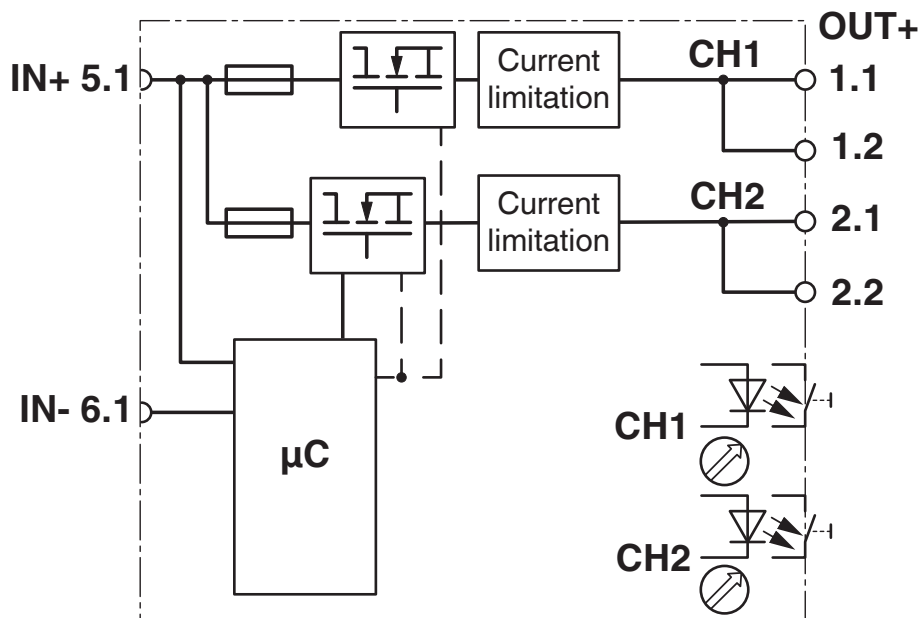 OUT+
IN+ 5.1
Current
limitation
CH1
1.1
1.2
Current
limitation
CH2
2.1
2.2
IN- 6.1
µC
CH1
CH2